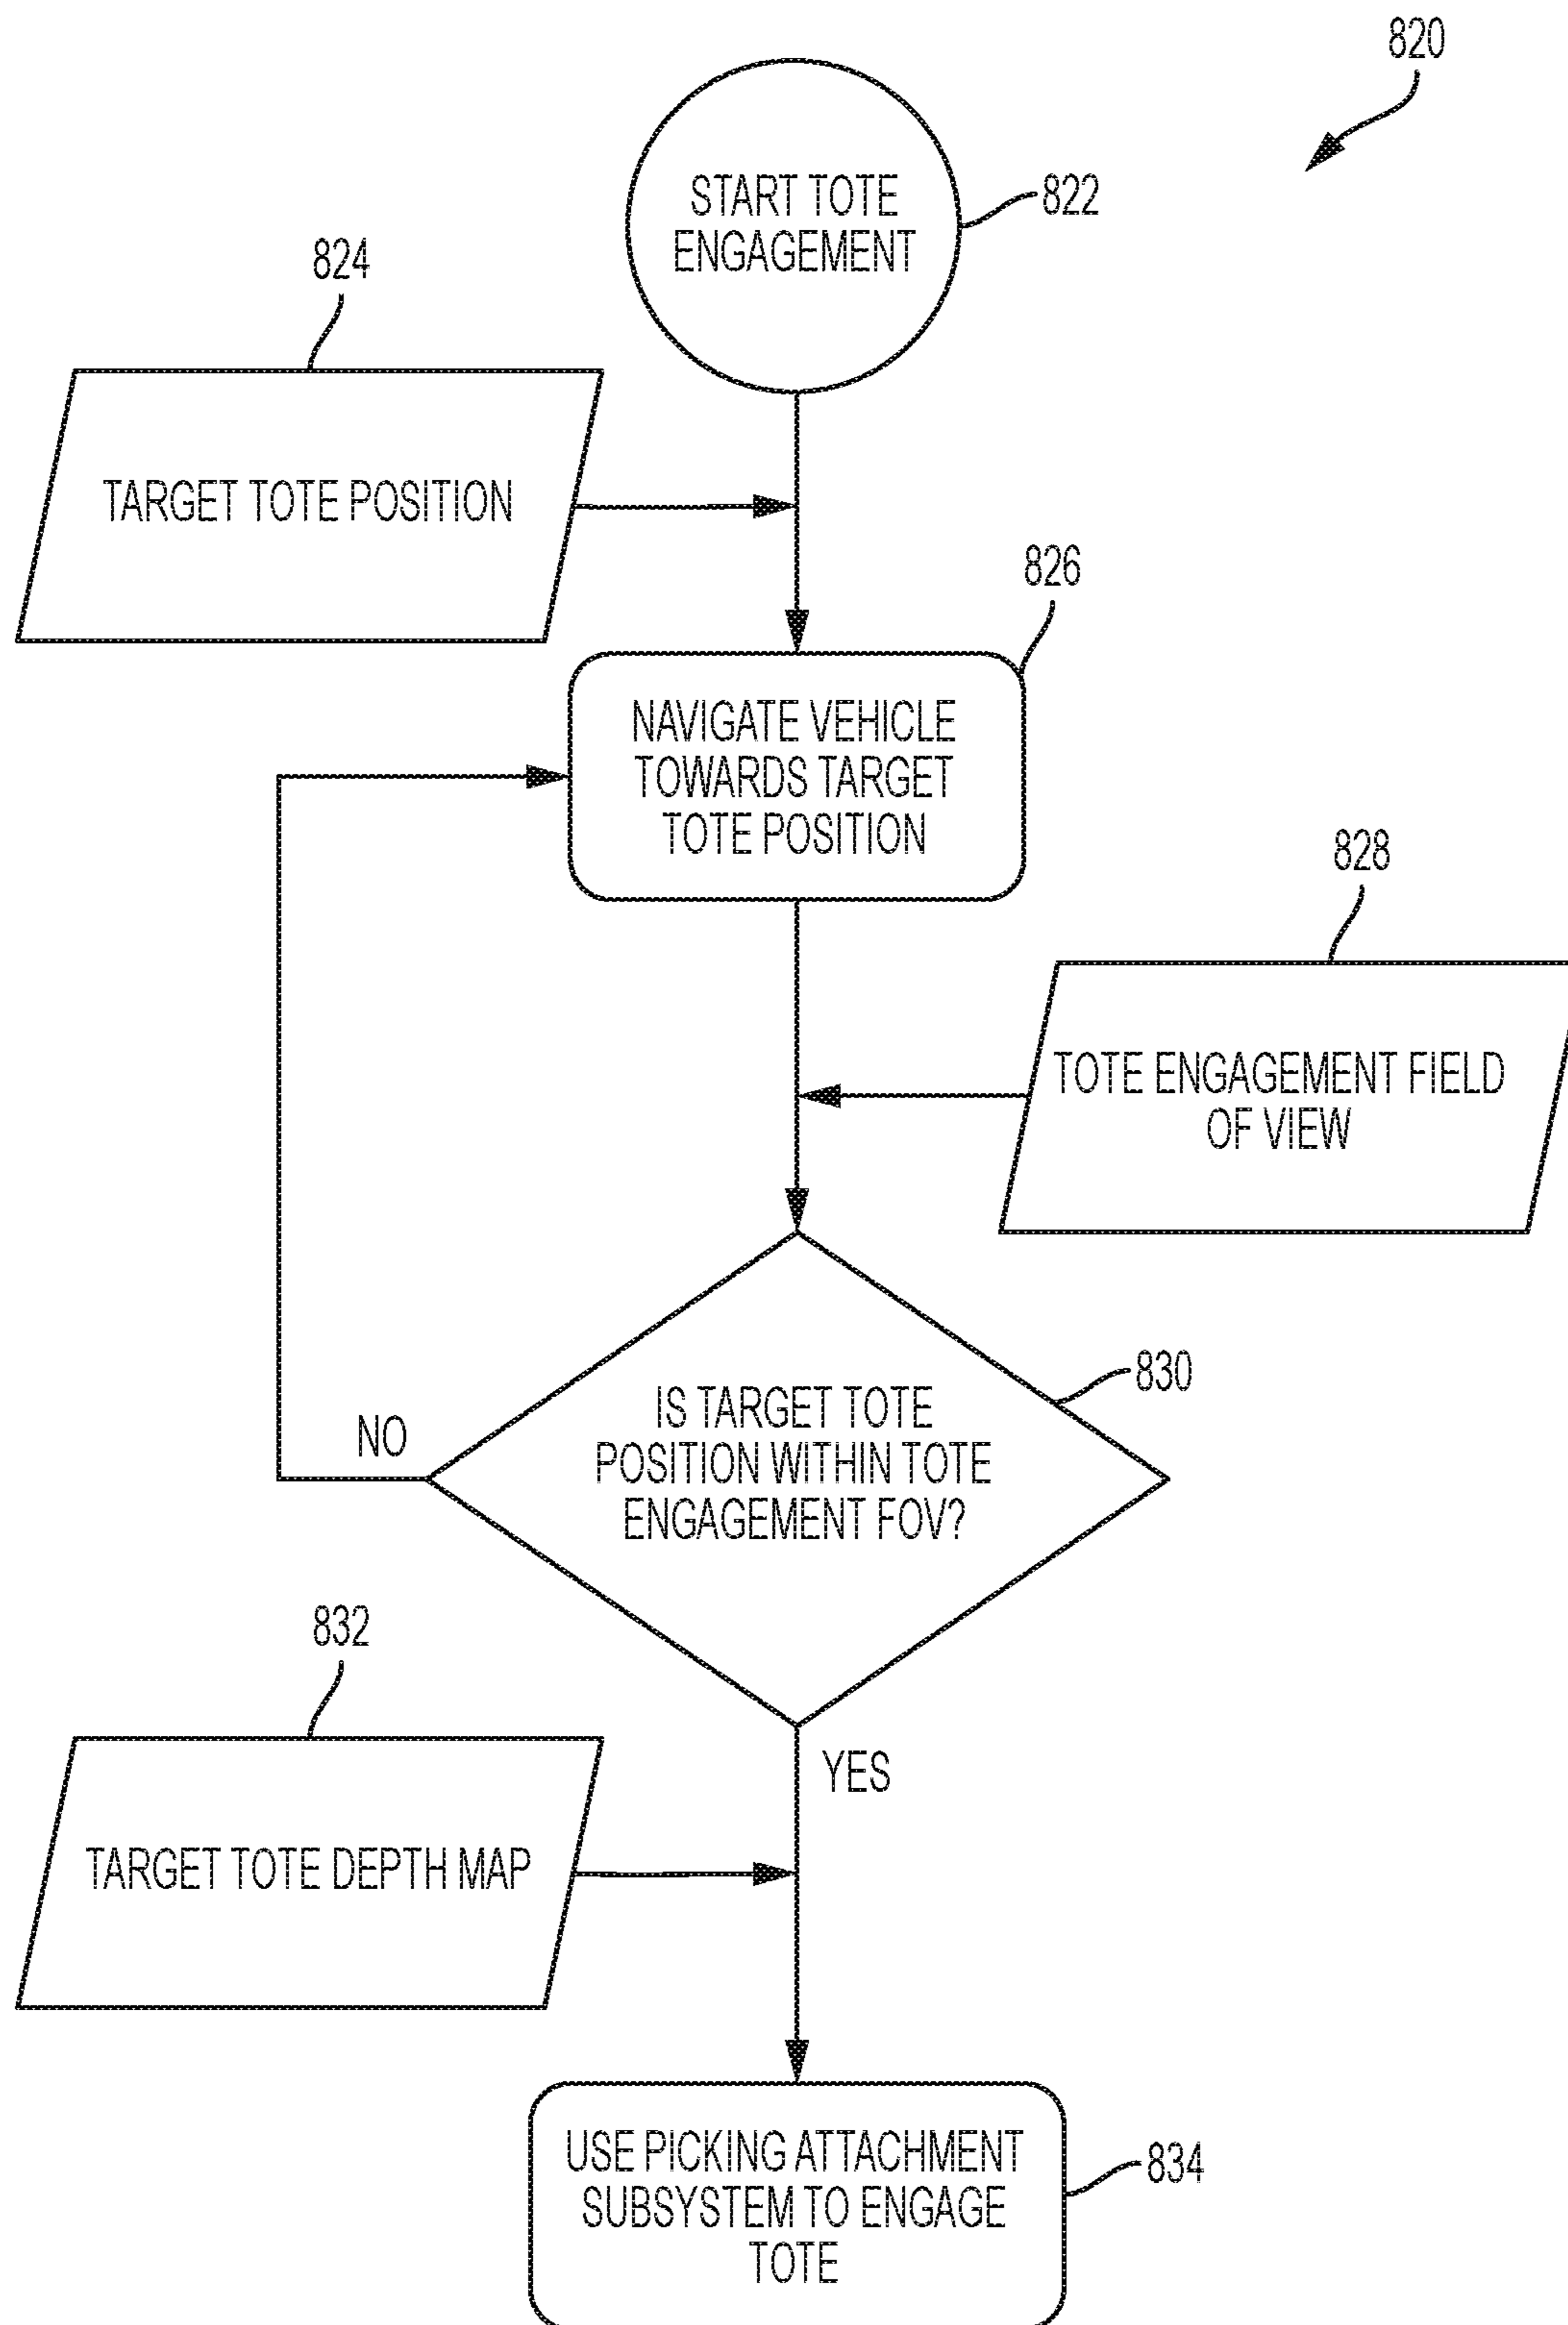 820
START TOTE
ENGAGEMENT
822
824
TARGET TOTE POSITION
826
NAVIGATE VEHICLE
TOWARDS TARGET
TOTE POSITION
828
TOTE ENGAGEMENT FIELD
OF VIEW
830
IS TARGET TOTE
POSITION WITHIN TOTE
ENGAGEMENT FOV?
NO
832
YES
TARGET TOTE DEPTH MAP
USE PICKING ATTACHMENT
SUBSYSTEM TO ENGAGE
TOTE
834